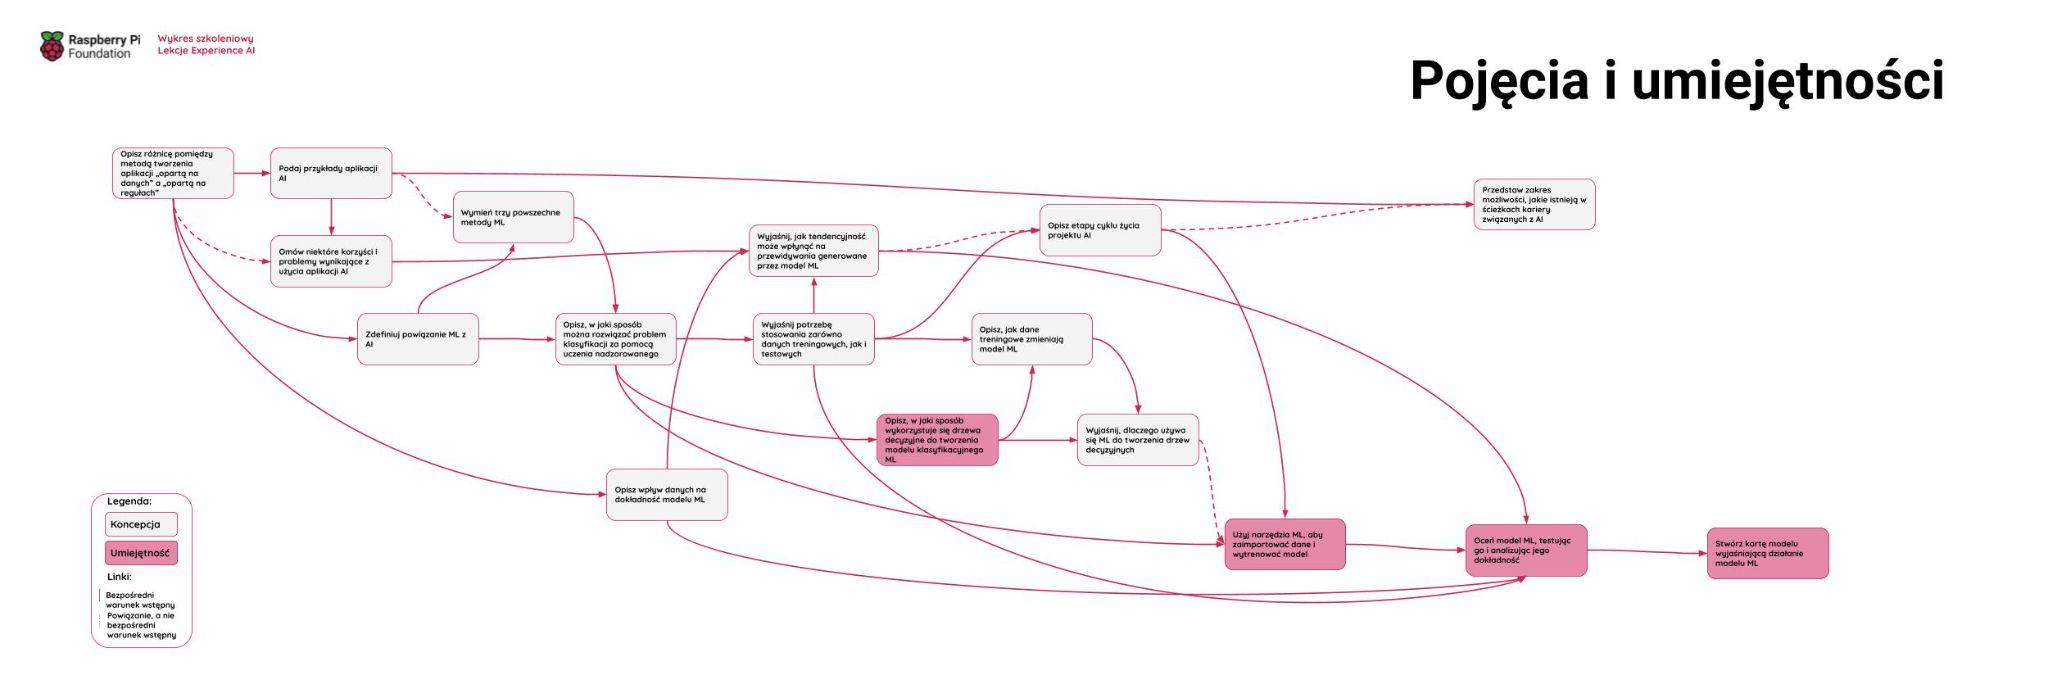 Raspberry Pi
Foundation
Wykres szkoleniowy
Lekcje Experience AI
Pojęcia i umiejętności
Opisz różnicę pomiędzy
metodą tworzenia
aplikacji „opartą na
danych” a „opartą na
regułach”
Podaj przykłady aplikacji
AI
Wymień trzy powszechne
metody ML
Omów niektóre korzyści i
problemy wynikające z
użycia aplikacji AI
Wyjaśnij, jak tendencyjność
może wpłynąć na
przewidywania generowane
przez model ML
Opisz etapy cyklu życia
projektu AI
Przedstaw zakres
możliwości, jakie istnieją w
ścieżkach kariery
związanych z AI
Zdefiniuj powiązanie ML z
AI
Opisz, w jaki sposób
można rozwiązać problem
klasyfikacji za pomocą
uczenia nadzorowanego
Wyjaśnij potrzebę
stosowania zarówno
danych treningowych, jak i
testowych
Opisz, jak dane
treningowe zmieniają
model ML
Opisz, w jaki sposób
wykorzystuje się drzewa
decyzyjne do tworzenia
modelu klasyfikacyjnego
ML
Wyjaśnij, dlaczego używa
się ML do tworzenia drzew
decyzyjnych
Opisz wpływ danych na
dokładność modelu ML
Użyj narzędzia ML, aby
zaimportować dane i
wytrenować model
Oceń model ML, testując
go i analizując jego
dokładność
Stwórz kartę modelu
wyjaśniającą działanie
modelu ML
Legenda:
Koncepcja
Umiejętność
Linki:
Bezpośredni
warunek wstępny
Powiązanie, a nie
bezpośredni
warunek wstępny